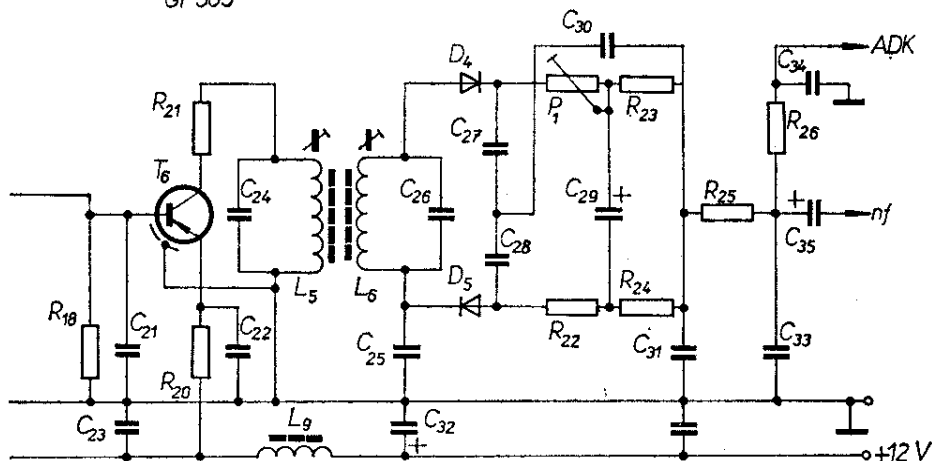 GF505
C30
ADK
D4
C34
R21
P1
R23
R26
C27
T6
C24
C26
C29
+
R25
+
nf
C28
C35
L5
L6
D5
R24
R18
C21
C22
R22
C31
C33
C25
R20
L9
C23
C32
+
+12 V